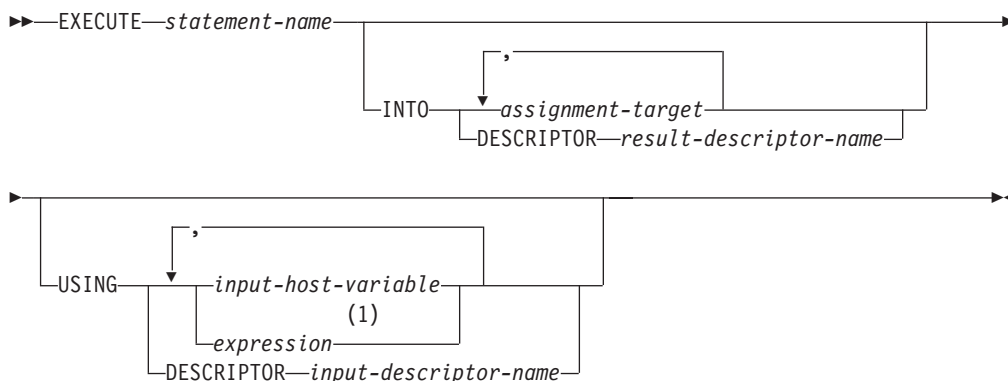 EXECUTE statement-name
,
INTO assignment-target
DESCRIPTOR result-descriptor-name
,
USING input-host-variable
(1)
expression
DESCRIPTOR input-descriptor-name